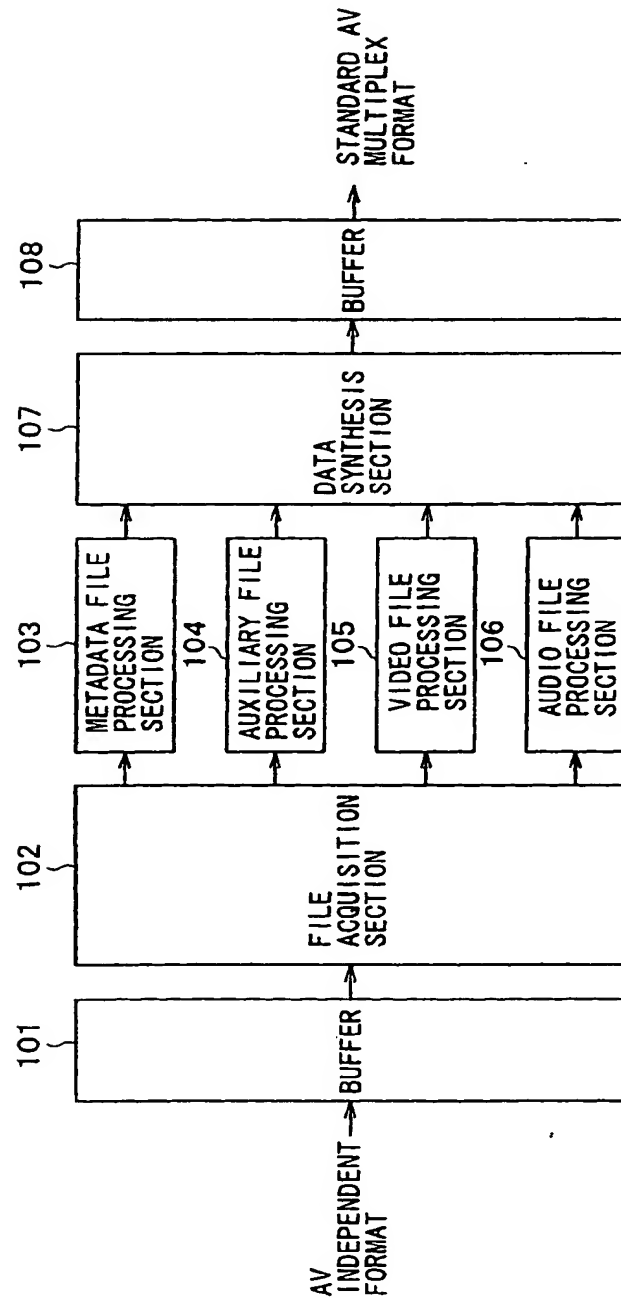 AV
INDEPENDENT
FORMAT
101
BUFFER
102
FILE
ACQUISITION
SECTION
103
METADATA FILE
PROCESSING
SECTION
104
AUXILIARY FILE
PROCESSING
SECTION
105
VIDEO FILE
PROCESSING
SECTION
106
AUDIO FILE
PROCESSING
SECTION
107
DATA
SYNTHESIS
SECTION
108
BUFFER
STANDARD AV
MULTIPLEX
FORMAT